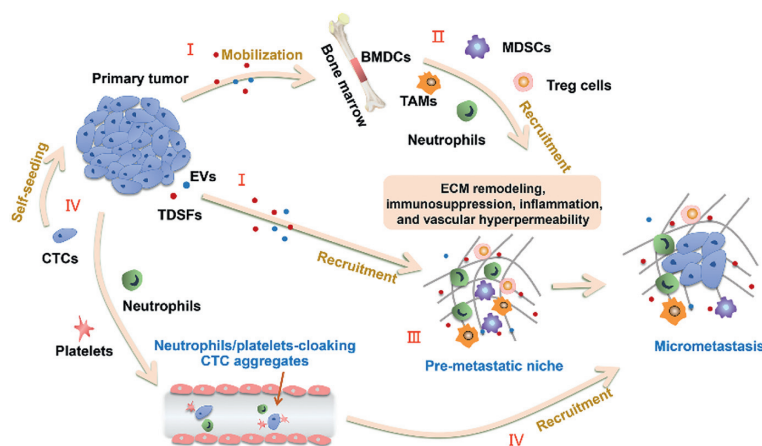 I
Mobilization
Primary tumor
Bone marrow
BMDCs
II
MDSCs
Treg cells
TAMs
Neutrophils
Recruitment
Self-seeding
IV
CTCs
EVs
TDSFs
I
Recruitment
ECM remodeling,
immunosuppression, inflammation,
and vascular hyperpermeability
Neutrophils
Platelets
Neutrophils/platelets-cloaking
CTC aggregates
III
Pre-metastatic niche
Micrometastasis
Recruitment
IV